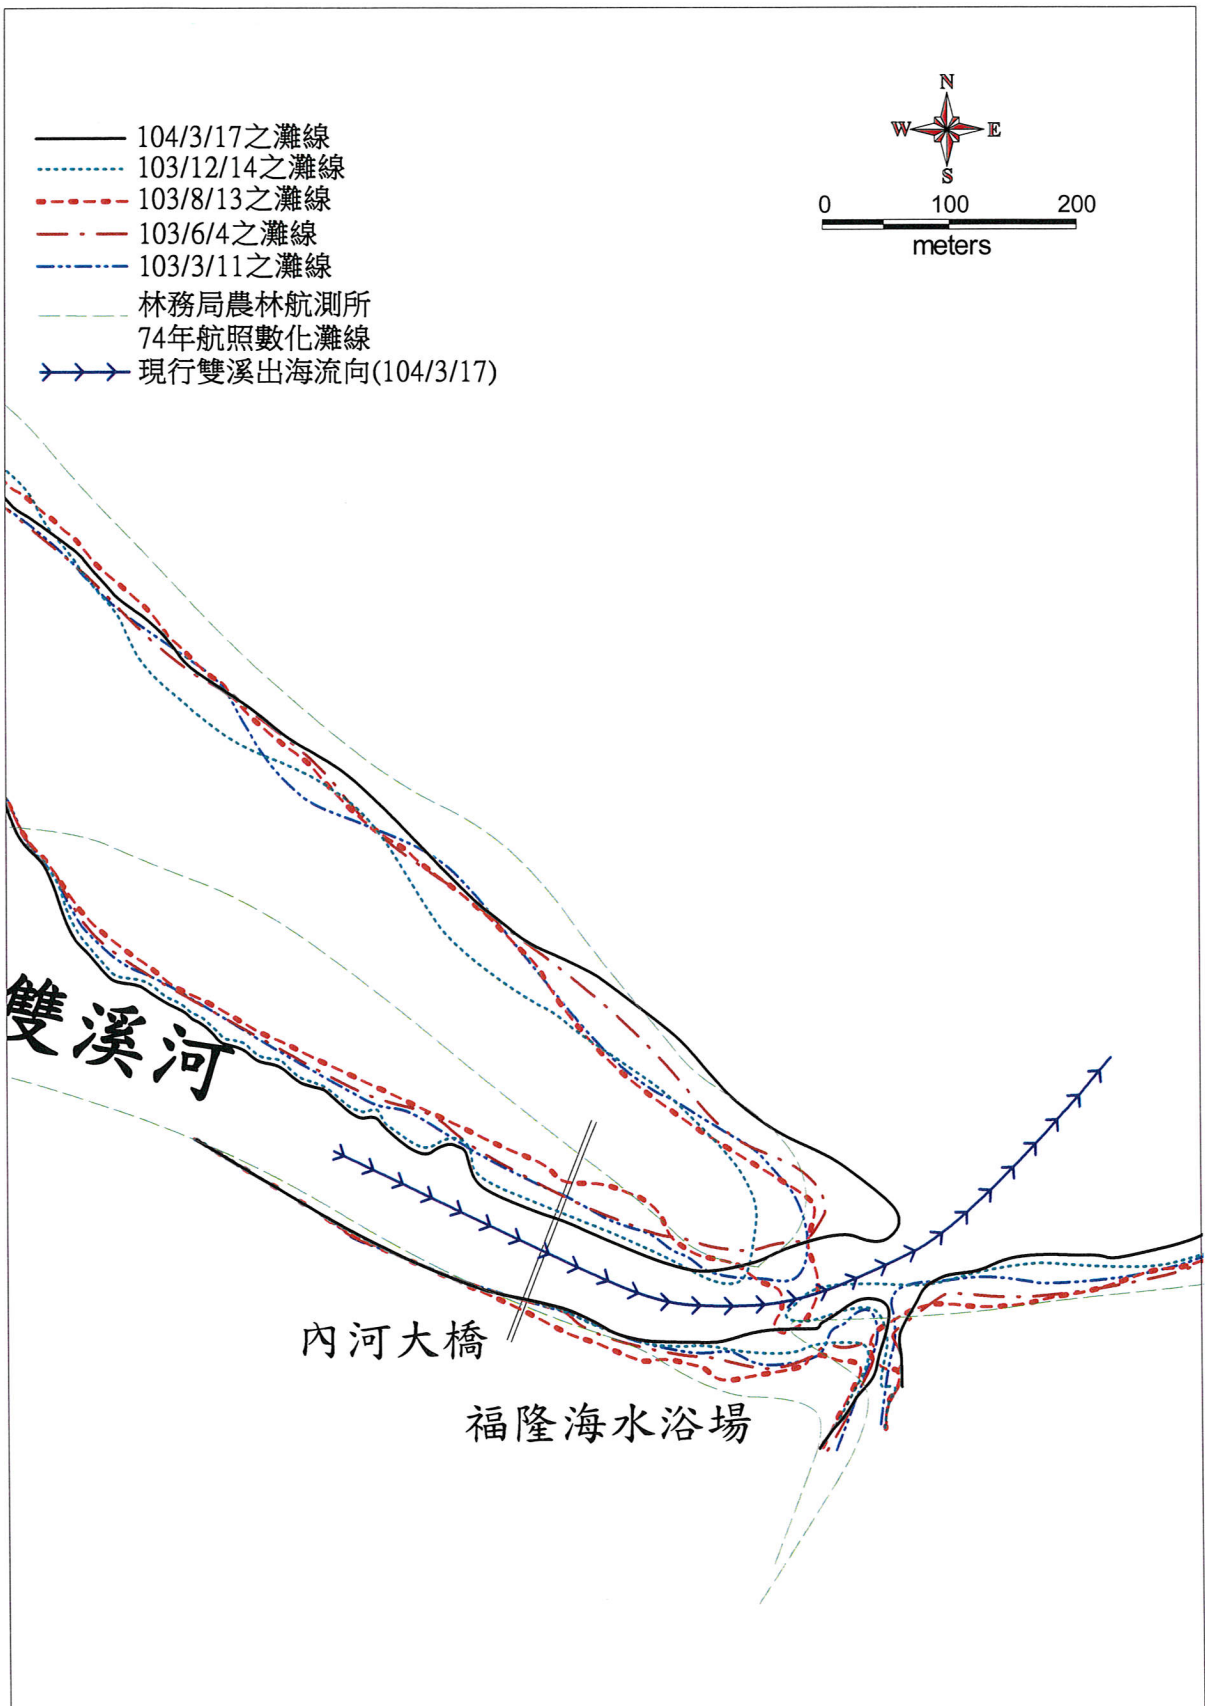 104/3/17之灘線
103/12/14之灘線
103/8/13之灘線
103/6/4之灘線
103/3/11之灘線
林務局農林航測所
74年航照數化灘線
現行雙溪出海流向(104/3/17)
N
W E
S
0 100 200
meters
雙溪河
內河大橋
福隆海水浴場